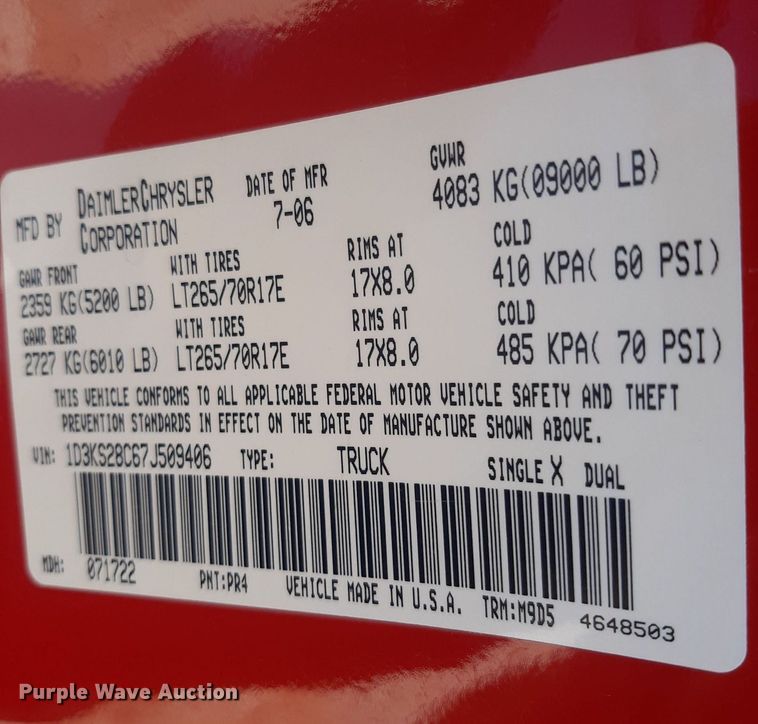 MFD BY DAIMLERCHRYSLER CORPORATION DATE OF MFR 7-06 GVWR 4083 KG(09000 LB)
GAWR FRONT WITH TIRES RIMS AT COLD
2359 KG(5200 LB) LT265/70R17E 17X8.0 410 KPA( 60 PSI)
GAWR REAR WITH TIRES RIMS AT COLD
2727 KG(6010 LB) LT265/70R17E 17X8.0 485 KPA( 70 PSI)
THIS VEHICLE CONFORMS TO ALL APPLICABLE FEDERAL MOTOR VEHICLE SAFETY AND THEFT
PREVENTION STANDARDS IN EFFECT ON THE DATE OF MANUFACTURE SHOWN ABOVE.
VIN: 1D3KS28C67J509406 TYPE: TRUCK SINGLE X DUAL
MDH: 071722 PNT:PR4 VEHICLE MADE IN U.S.A. TRM:M9D5 4648503
Purple Wave Auction